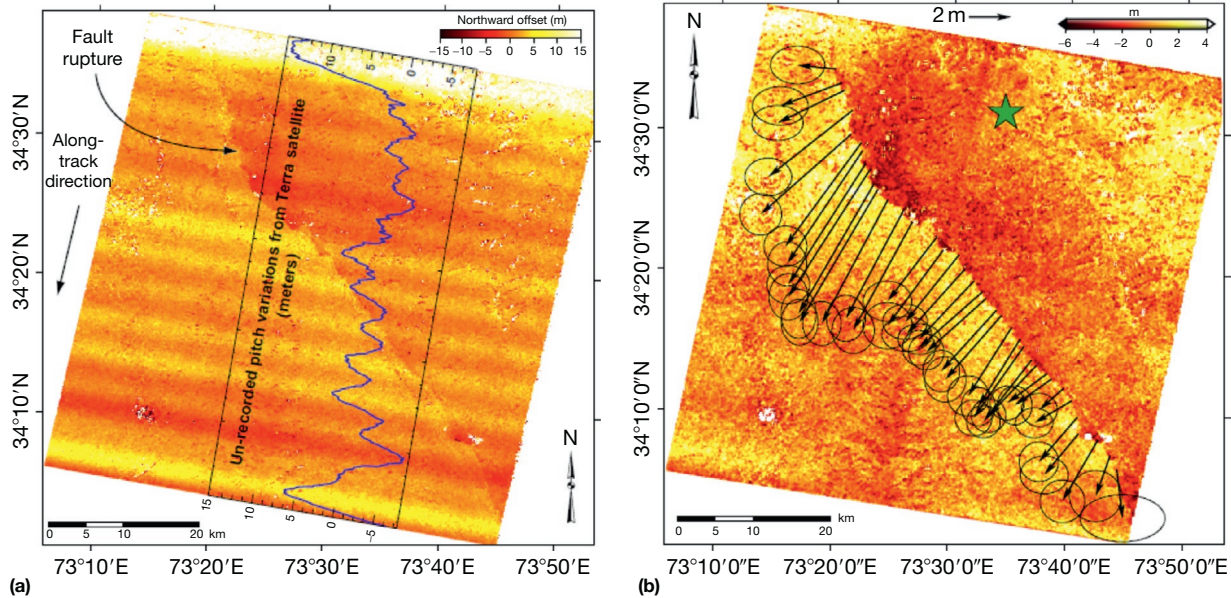 Northward offset (m)
−15 −10 −5 0 5 10 15
Fault
rupture
Along-
track
direction
10 5 0 -5
Un-recorded pitch variations from Terra satellite
(meters)
15 10 5 0 -5
34°30′0″N
34°20′0″N
34°10′0″N
N
0 5 10 20 km
73°10′E 73°20′E 73°30′E 73°40′E 73°50′E
(a)
N
2 m
m
−6 −4 −2 0 2 4
34°30′0″N
34°20′0″N
34°10′0″N
0 5 10 20 km
73°10′0″E 73°20′0″E 73°30′0″E 73°40′0″E 73°50′0″E
(b)